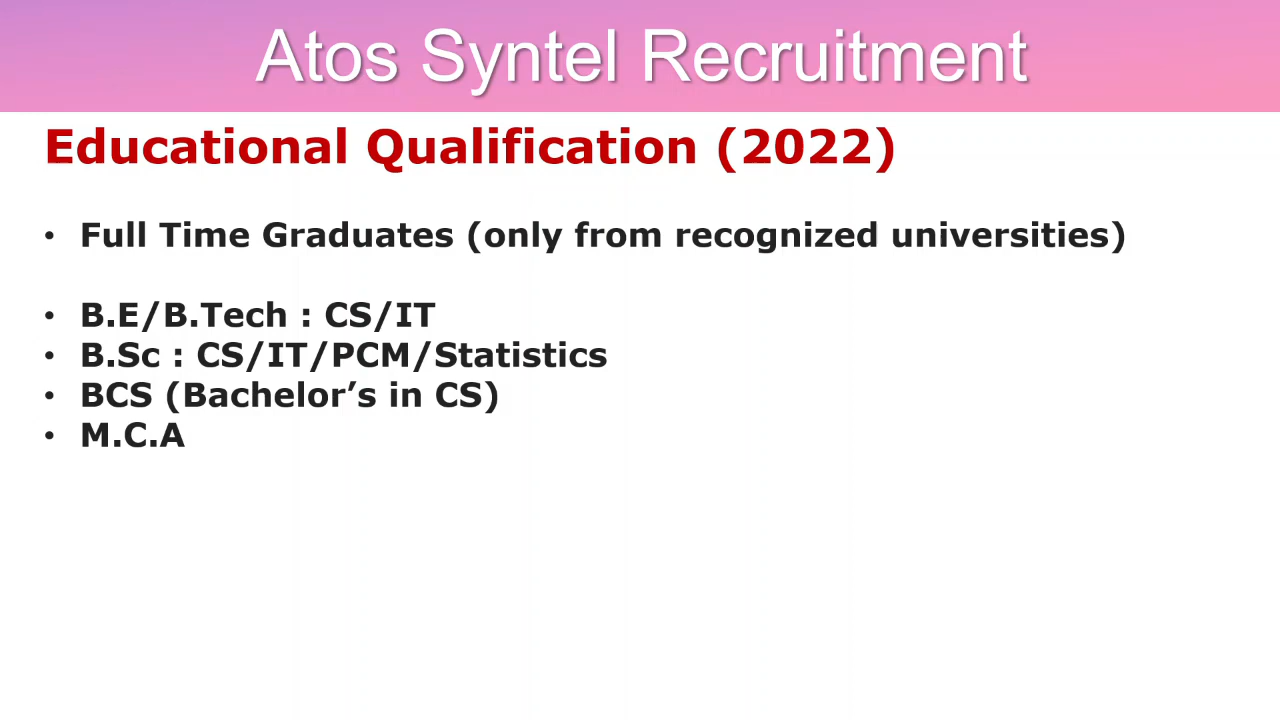 Atos Syntel Recruitment
Educational Qualification (2022)
• Full Time Graduates (only from recognized universities)
• B.E/B.Tech : CS/IT
• B.Sc : CS/IT/PCM/Statistics
• BCS (Bachelor’s in CS)
• M.C.A